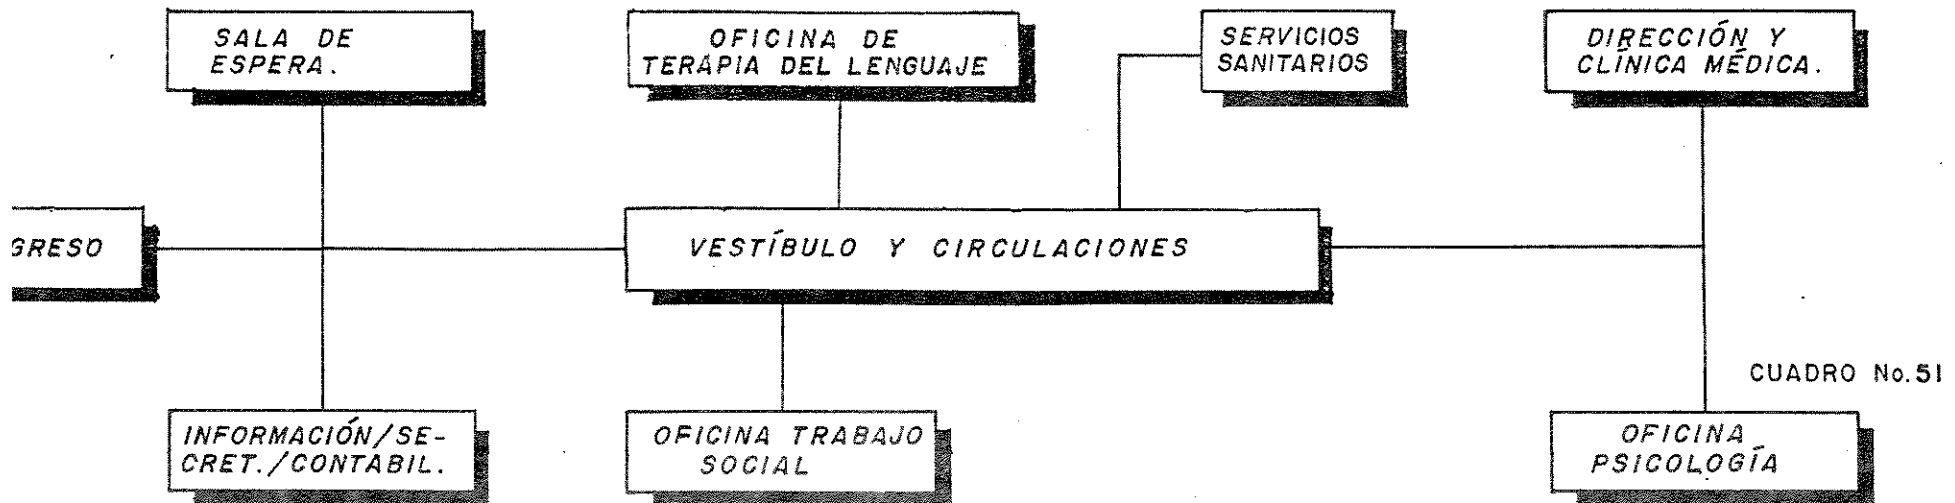 SALA DE
ESPERA.
OFICINA DE
TERAPIA DEL LENGUAJE
SERVICIOS
SANITARIOS
DIRECCIÓN Y
CLÍNICA MÉDICA.
GRESO
VESTÍBULO Y CIRCULACIONES
CUADRO No. 51
INFORMACIÓN/SE-
CRET./CONTABIL.
OFICINA TRABAJO
SOCIAL
OFICINA
PSICOLOGÍA